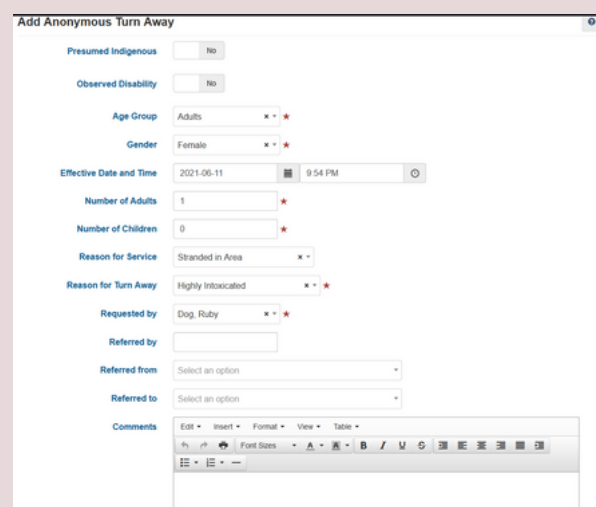 Add Anonymous Turn Away
Presumed Indigenous No
Observed Disability No
Age Group Adults × ★
Gender Female × ★
Effective Date and Time 2021-06-11 9:54 PM
Number of Adults 1 ★
Number of Children 0 ★
Reason for Service Stranded in Area ×
Reason for Turn Away Highly Intoxicated × ★
Requested by Dog, Ruby × ★
Referred by
Referred from Select an option
Referred to Select an option
Comments Edit Insert Format View Table
Font Sizes A A B I U S